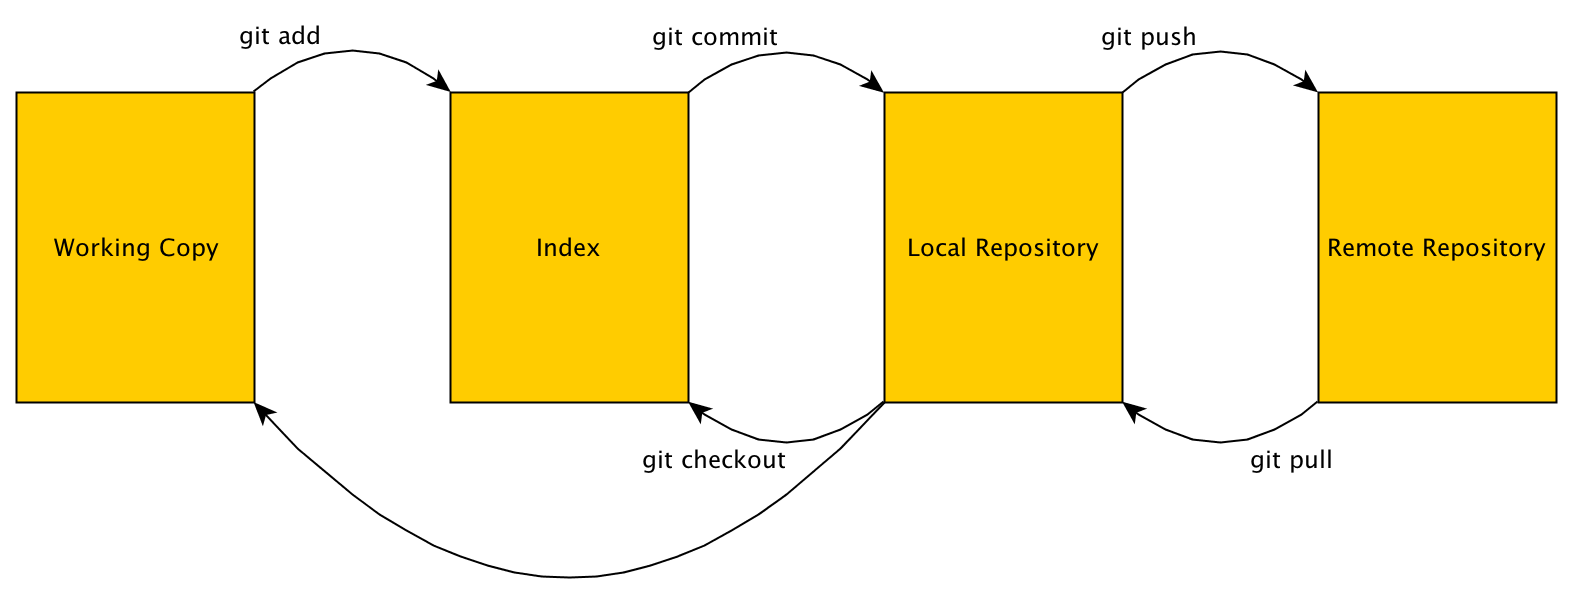 git add
git commit
git push
Working Copy
Index
Local Repository
Remote Repository
git checkout
git pull